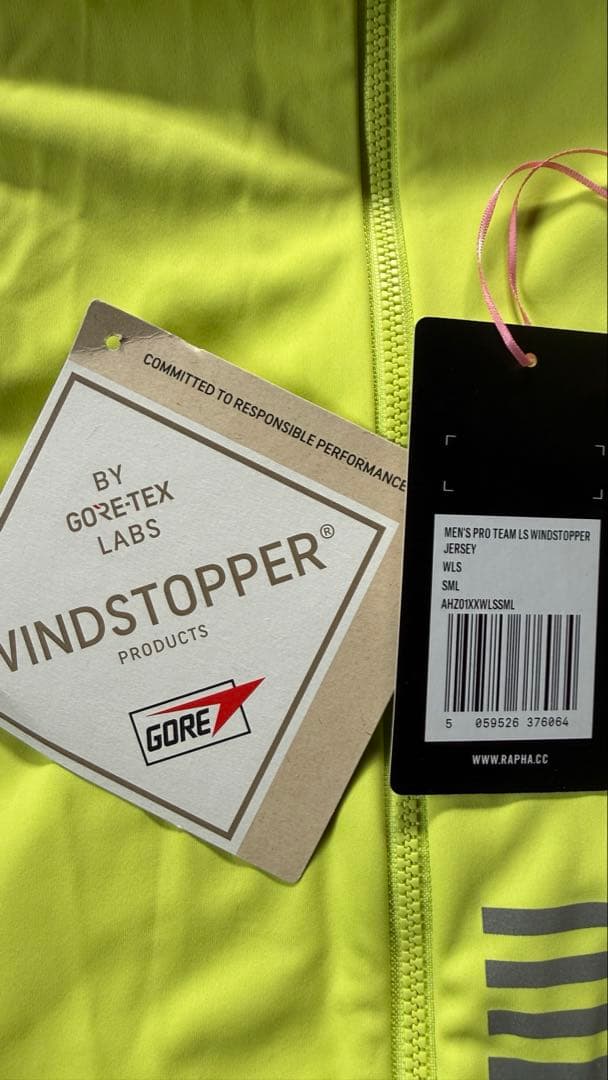 COMMITTED TO RESPONSIBLE PERFORMANCE
BY
GORE-TEX
LABS
WINDSTOPPER®
PRODUCTS
GORE
MEN'S PRO TEAM LS WINDSTOPPER
JERSEY
WLS
SML
AHZ01XXWLSSML
5 059526 376064
WWW.RAPHA.CC